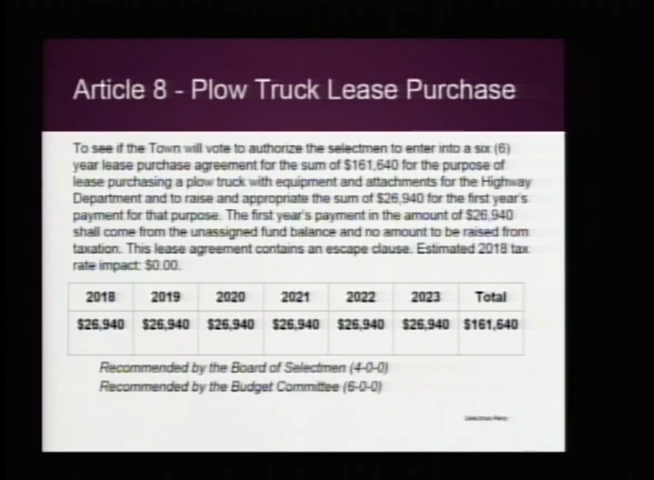 Article 8 - Plow Truck Lease Purchase
To see if the Town will vote to authorize the selectmen to enter into a six (6)
year lease purchase agreement for the sum of $161,640 for the purpose of
lease purchasing a plow truck with equipment and attachments for the Highway
Department and to raise and appropriate the sum of $26,940 for the first year's
payment for that purpose. The first year's payment in the amount of $26,940
shall come from the unassigned fund balance and no amount to be raised from
taxation. This lease agreement contains an escape clause. Estimated 2018 tax
rate impact: $0.00.
2018 2019 2020 2021 2022 2023 Total
$26,940 $26,940 $26,940 $26,940 $26,940 $26,940 $161,640
Recommended by the Board of Selectmen (4-0-0)
Recommended by the Budget Committee (6-0-0)